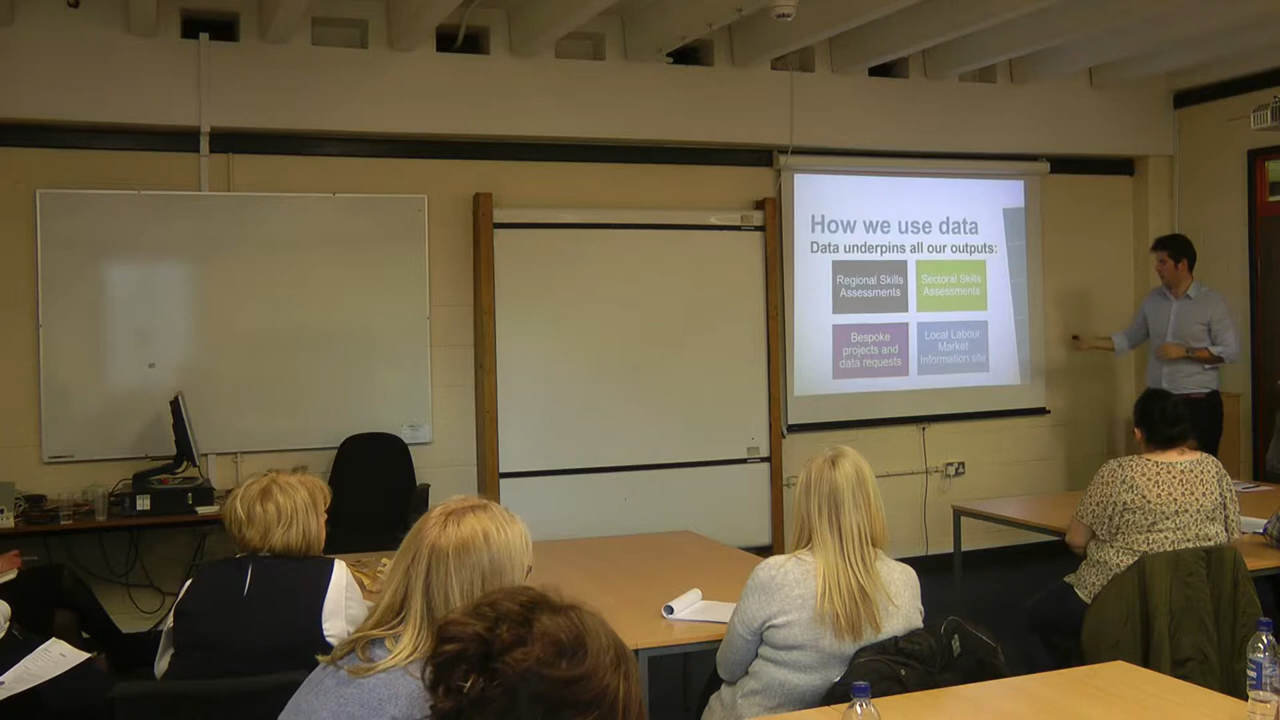 How we use data
Data underpins all our outputs:
Regional Skills
Assessments
Sectoral Skills
Assessments
Bespoke
projects and
data requests
Local Labour
Market
Information site